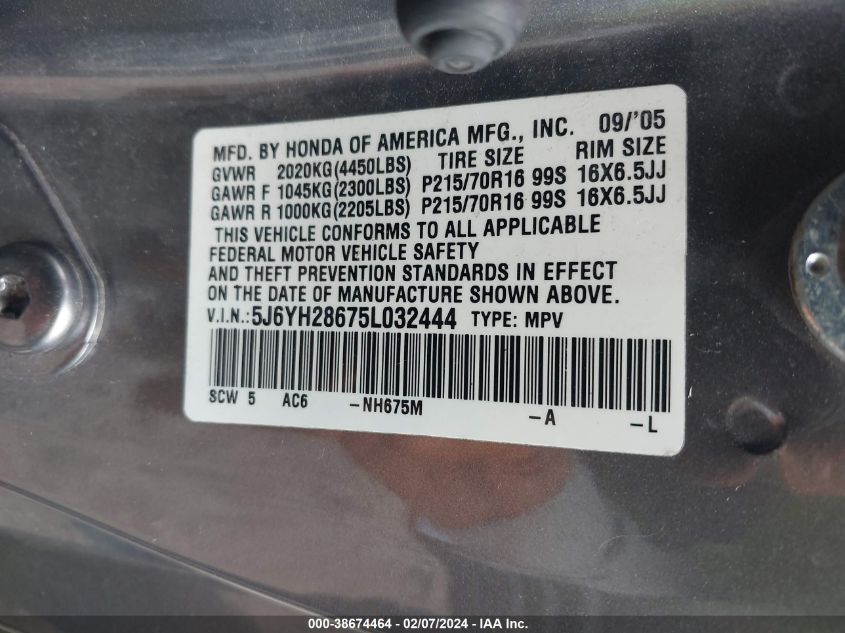 MFD. BY HONDA OF AMERICA MFG., INC. 09/'05
GVWR 2020KG(4450LBS) TIRE SIZE RIM SIZE
GAWR F 1045KG(2300LBS) P215/70R16 99S 16X6.5JJ
GAWR R 1000KG(2205LBS) P215/70R16 99S 16X6.5JJ
THIS VEHICLE CONFORMS TO ALL APPLICABLE
FEDERAL MOTOR VEHICLE SAFETY
AND THEFT PREVENTION STANDARDS IN EFFECT
ON THE DATE OF MANUFACTURE SHOWN ABOVE.
V.I.N.:5J6YH28675L032444 TYPE: MPV
SCW 5 AC6 -NH675M -A -L
000-38674464 - 02/07/2024 - IAA Inc.